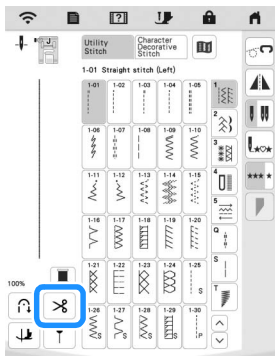 Utility Stitch
Character Decorative Stitch
1-01 Straight stitch (Left)
J
1-01 1-02 1-03 1-04 1-05
1
1-06 1-07 1-08 1-09 1-10
2
3
1-11 1-12 1-13 1-14 1-15
4
5
1-16 1-17 1-18 1-19 1-20
Q
1-21 1-22 1-23 1-24 1-25
S
S
100%
T
1-26 1-27 1-28 1-29 1-30
S S S S P